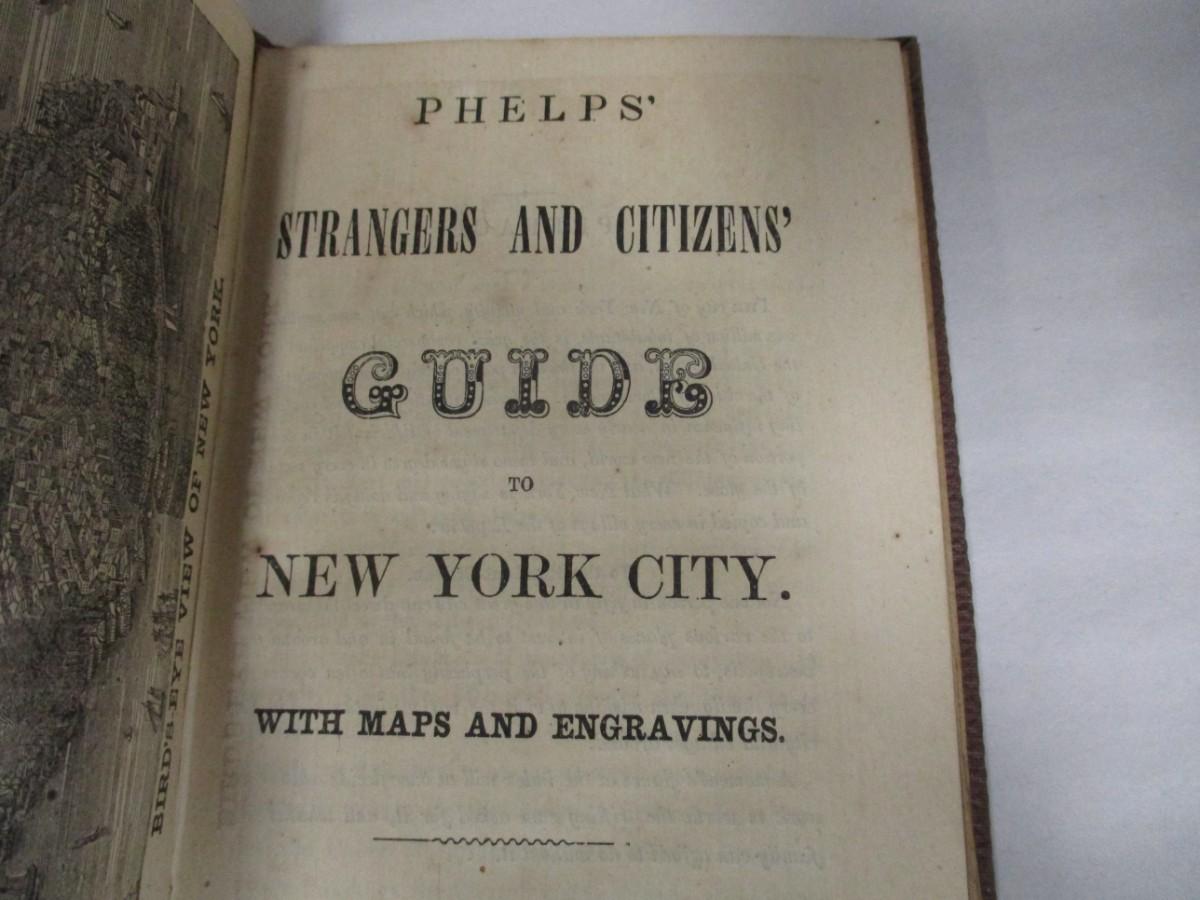 PHELPS'
STRANGERS AND CITIZENS'
GUIDE
TO
NEW YORK CITY.
WITH MAPS AND ENGRAVINGS.
BIRD'S-EYE VIEW OF NEW YORK.